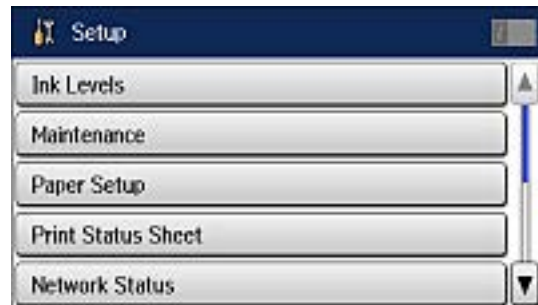 Setup
Ink Levels
Maintenance
Paper Setup
Print Status Sheet
Network Status